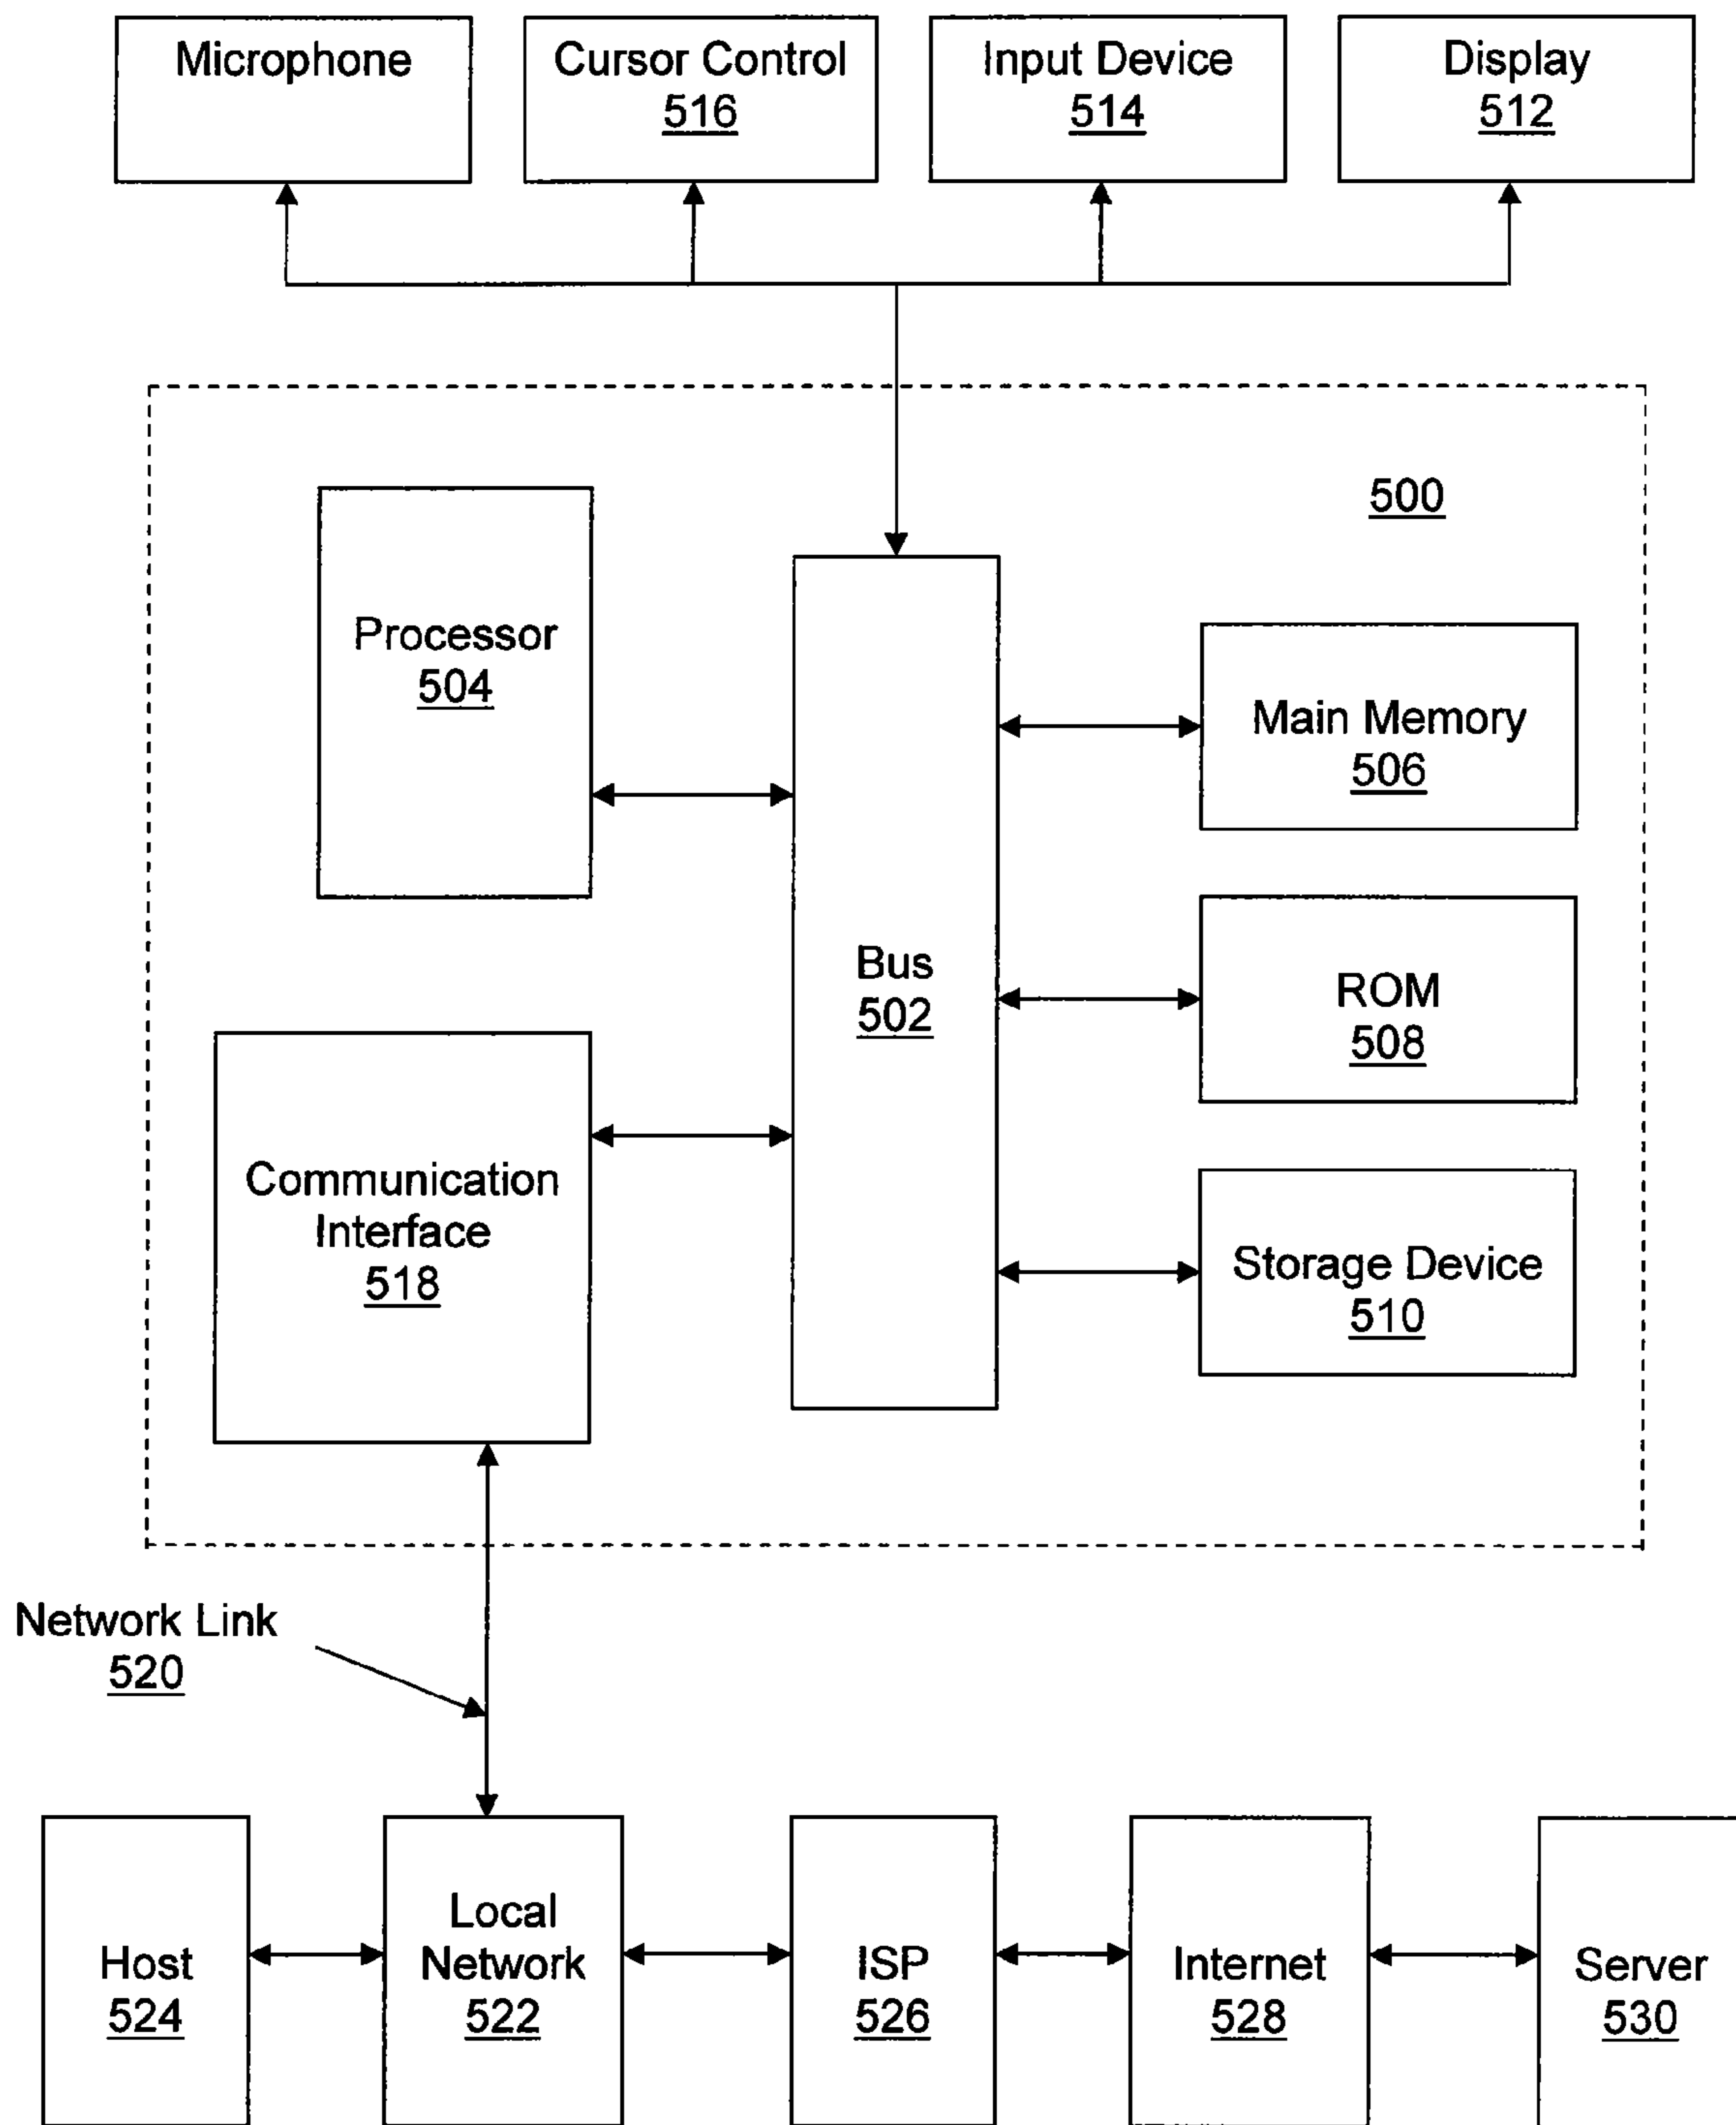 Microphone
Cursor Control
516
Input Device
514
Display
512
500
Processor
504
Main Memory
506
Bus
502
ROM
508
Communication
Interface
518
Storage Device
510
Network Link
520
Host
524
Local
Network
522
ISP
526
Internet
528
Server
530